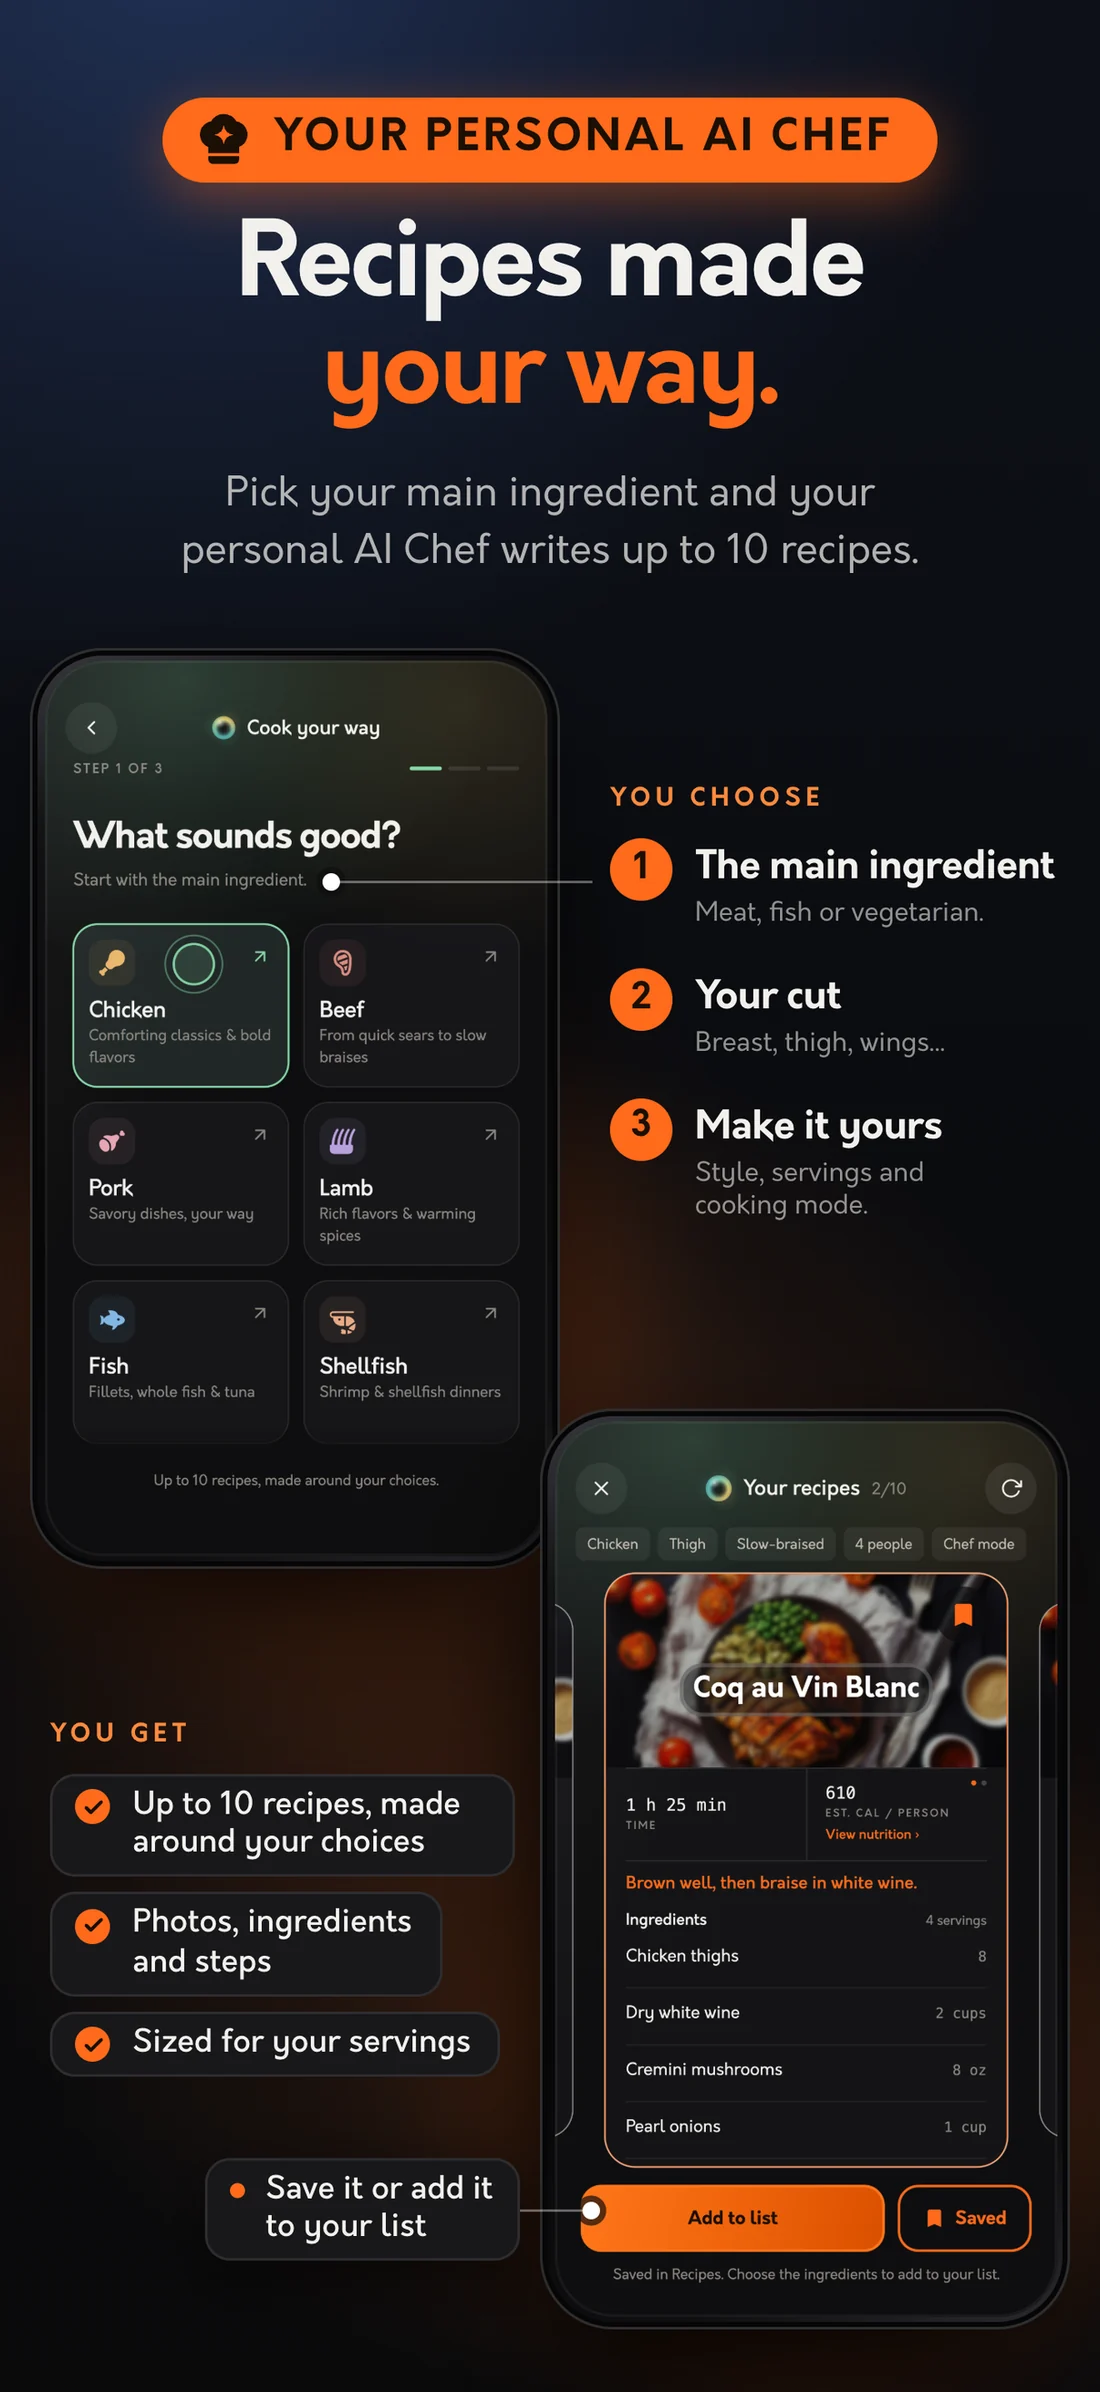 YOUR PERSONAL AI CHEF
Recipes made
your way.
Pick your main ingredient and your
personal AI Chef writes up to 10 recipes.
Cook your way
STEP 1 OF 3
What sounds good?
Start with the main ingredient.
Chicken
Comforting classics & bold
flavors
Beef
From quick sears to slow
braises
Pork
Savory dishes, your way
Lamb
Rich flavors & warming
spices
Fish
Fillets, whole fish & tuna
Shellfish
Shrimp & shellfish dinners
Up to 10 recipes, made around your choices.
YOU CHOOSE
1
The main ingredient
Meat, fish or vegetarian.
2
Your cut
Breast, thigh, wings...
3
Make it yours
Style, servings and
cooking mode.
Your recipes 2/10
Chicken Thigh Slow-braised 4 people Chef mode
Coq au Vin Blanc
1 h 25 min
TIME
610
EST. CAL / PERSON
View nutrition ›
Brown well, then braise in white wine.
Ingredients 4 servings
Chicken thighs 8
Dry white wine 2 cups
Cremini mushrooms 8 oz
Pearl onions 1 cup
Add to list Saved
Saved in Recipes. Choose the ingredients to add to your list.
YOU GET
Up to 10 recipes, made
around your choices
Photos, ingredients
and steps
Sized for your servings
Save it or add it
to your list